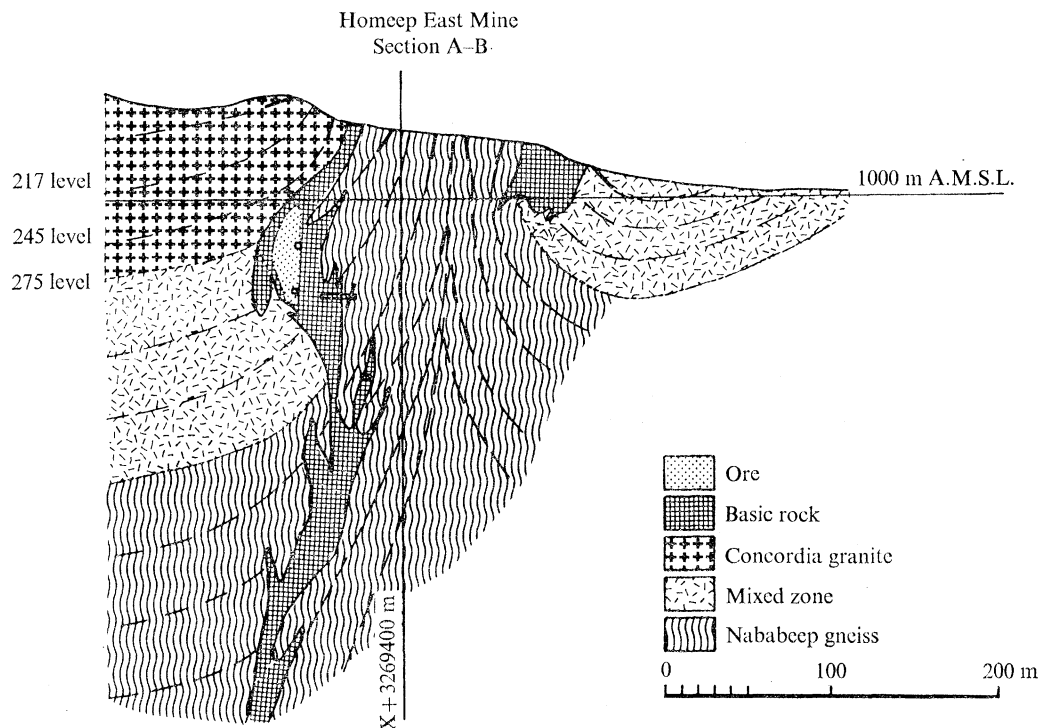 Homeep East Mine
Section A–B
217 level
1000 m A.M.S.L.
245 level
275 level
Ore
Basic rock
Concordia granite
Mixed zone
Nababeep gneiss
0 100 200 m
X + 3269400 m